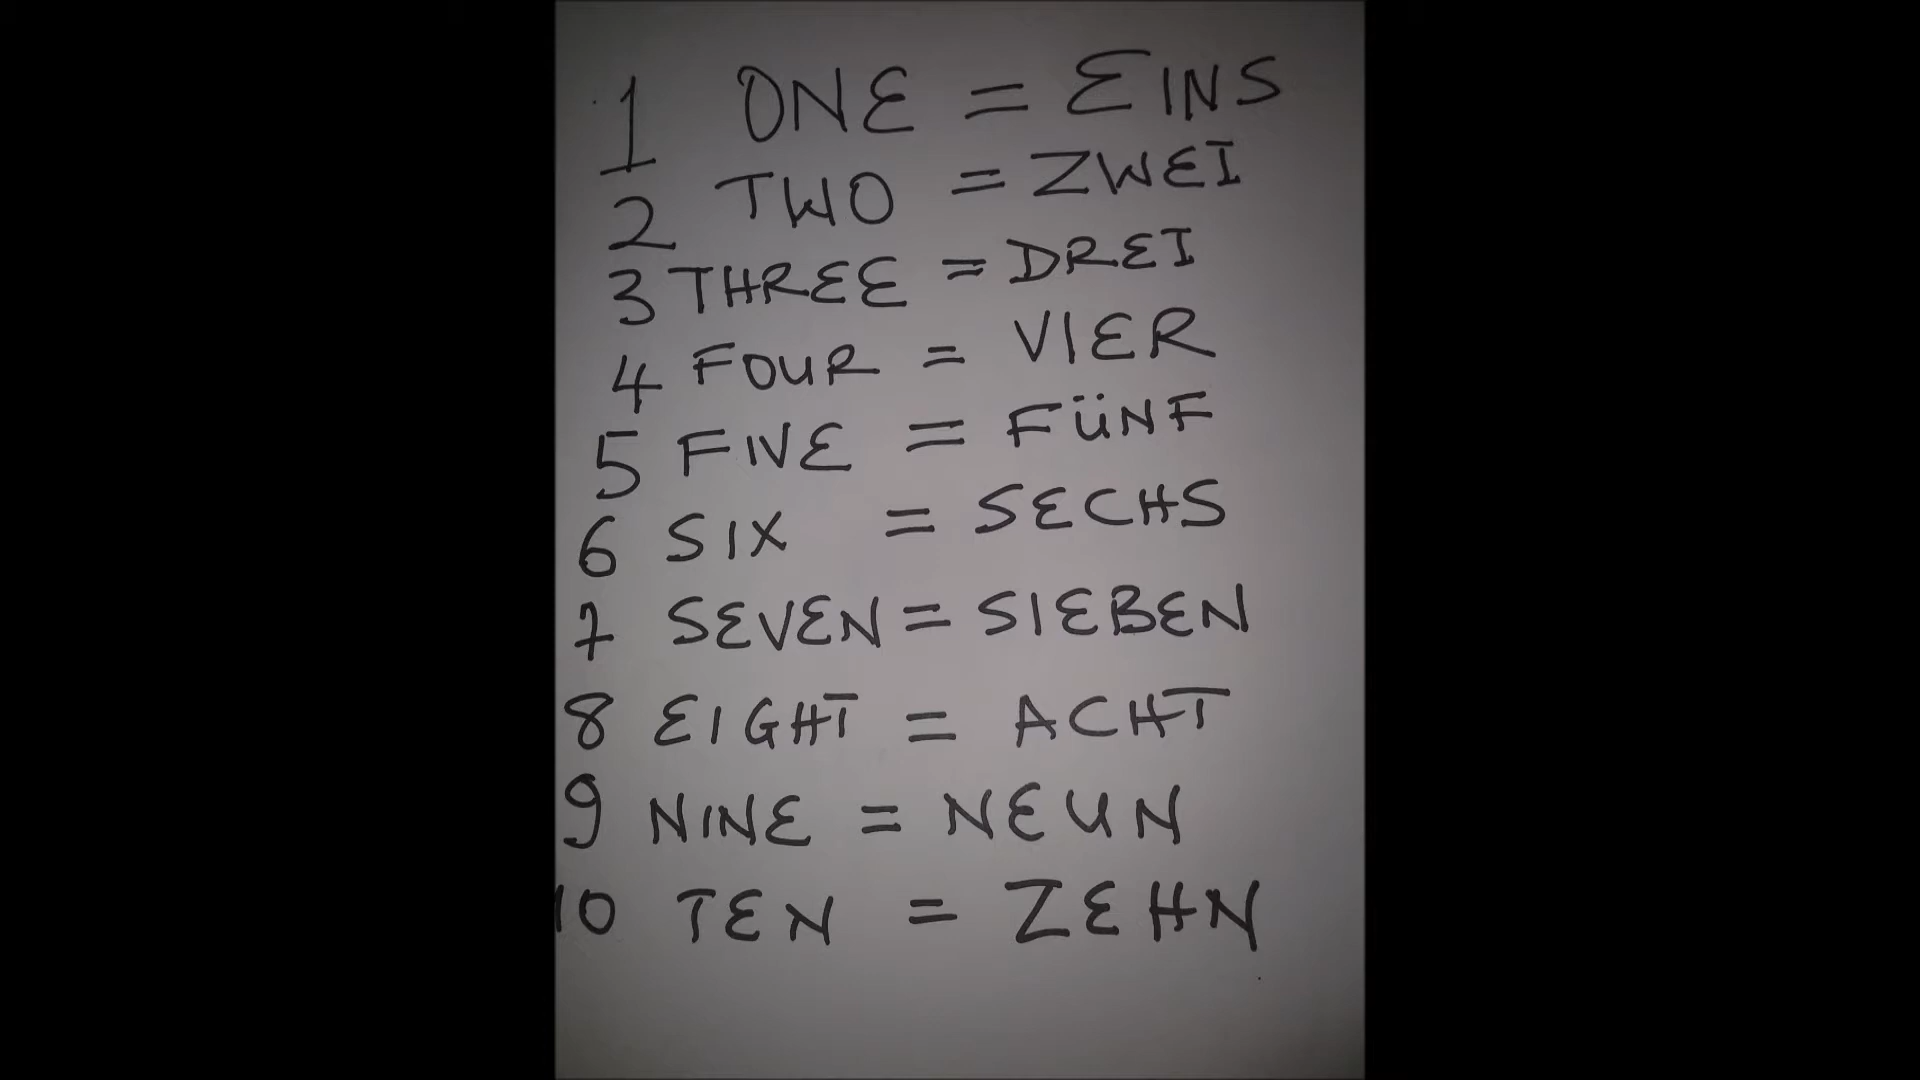 1 ONE = EINS
2 TWO = ZWEI
3 THREE = DREI
4 FOUR = VIER
5 FIVE = FÜNF
6 SIX = SECHS
7 SEVEN = SIEBEN
8 EIGHT = ACHT
9 NINE = NEUN
10 TEN = ZEHN